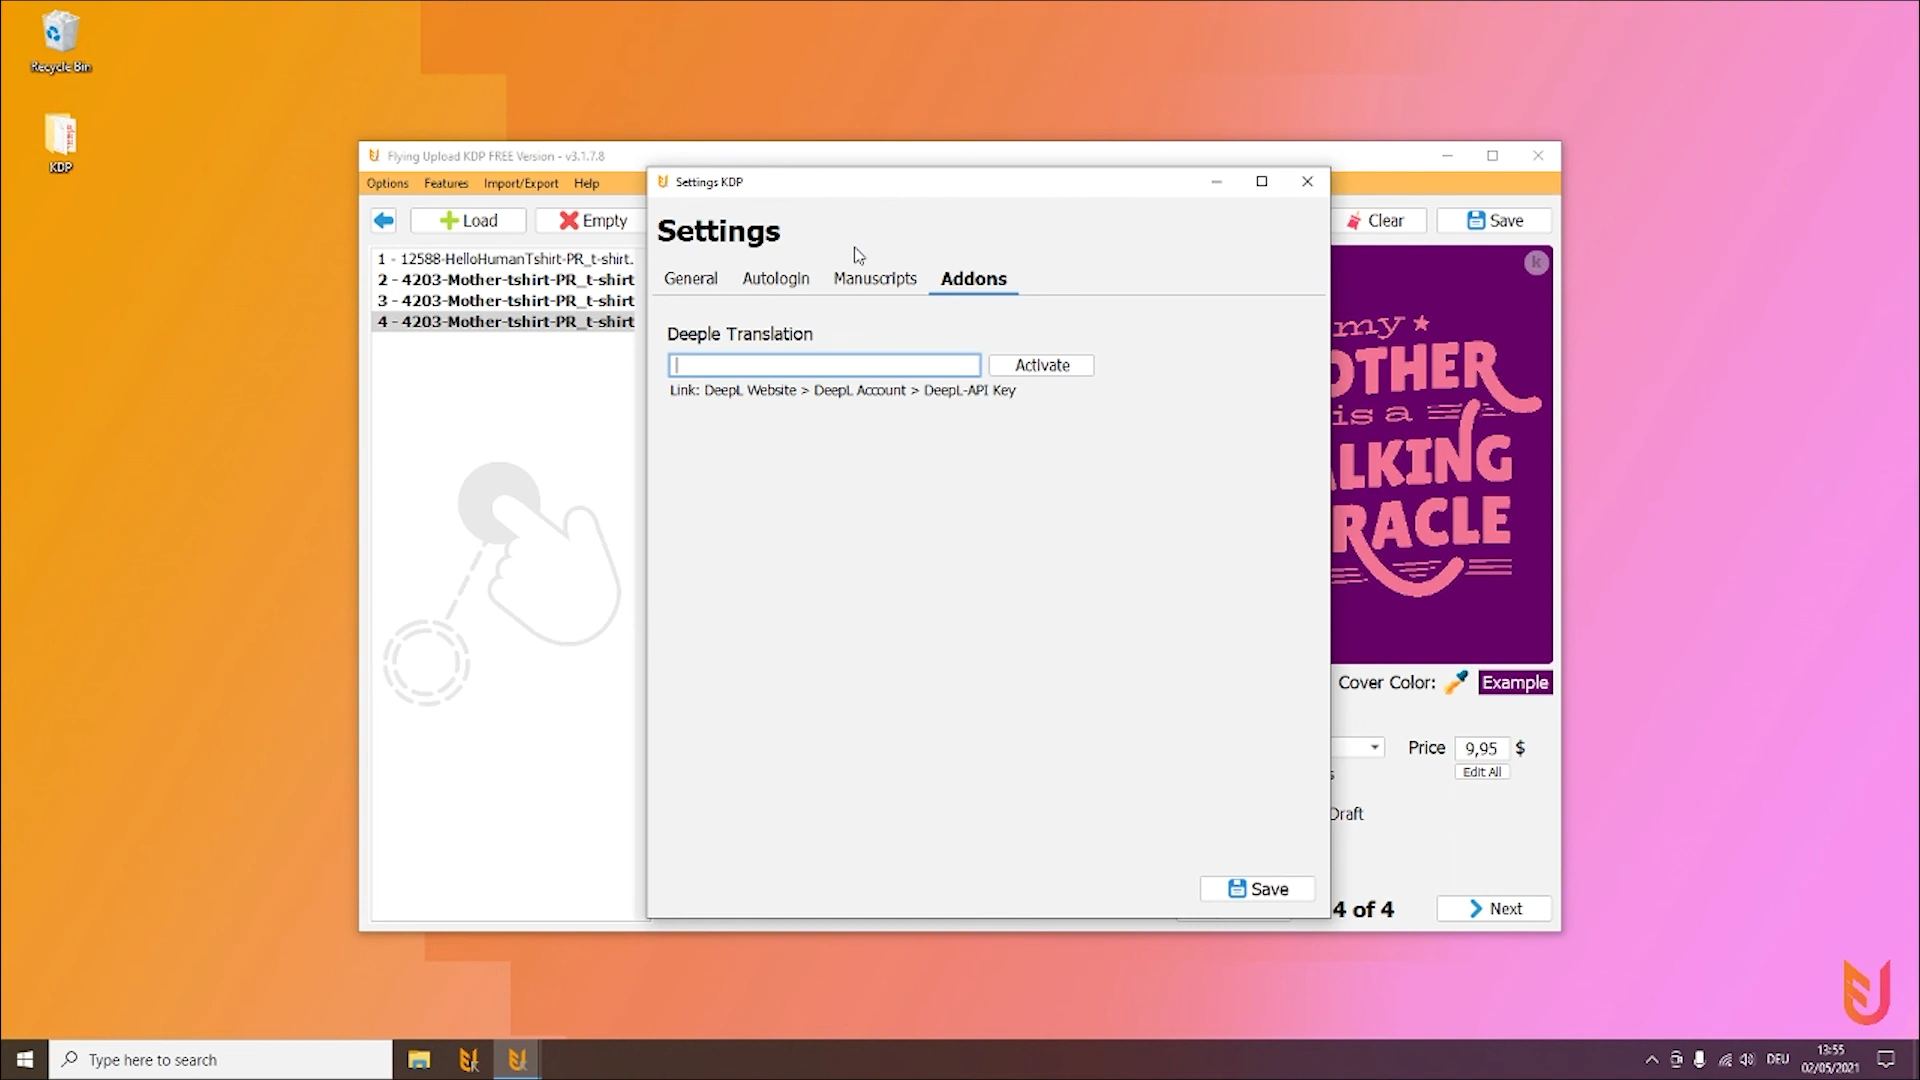 Recycle Bin
KDP
Flying Upload KDP FREE Version - v3.1.7.8
Options Features Import/Export Help
Load Empty
Clear Save
1 - 12588-HelloHumanTshirt-PR_t-shirt.
2 - 4203-Mother-tshirt-PR_t-shirt
3 - 4203-Mother-tshirt-PR_t-shirt
4 - 4203-Mother-tshirt-PR_t-shirt
Settings KDP
Settings
General Autologin Manuscripts Addons
Deeple Translation
Activate
Link: DeepL Website > DeepL Account > DeepL-API Key
Save
k
my
OTHER
is a
LKING
RACLE
Cover Color: Example
Price 9,95 $
s
Edit All
Draft
4 of 4 Next
Type here to search
DEU
13:55
02/05/2021